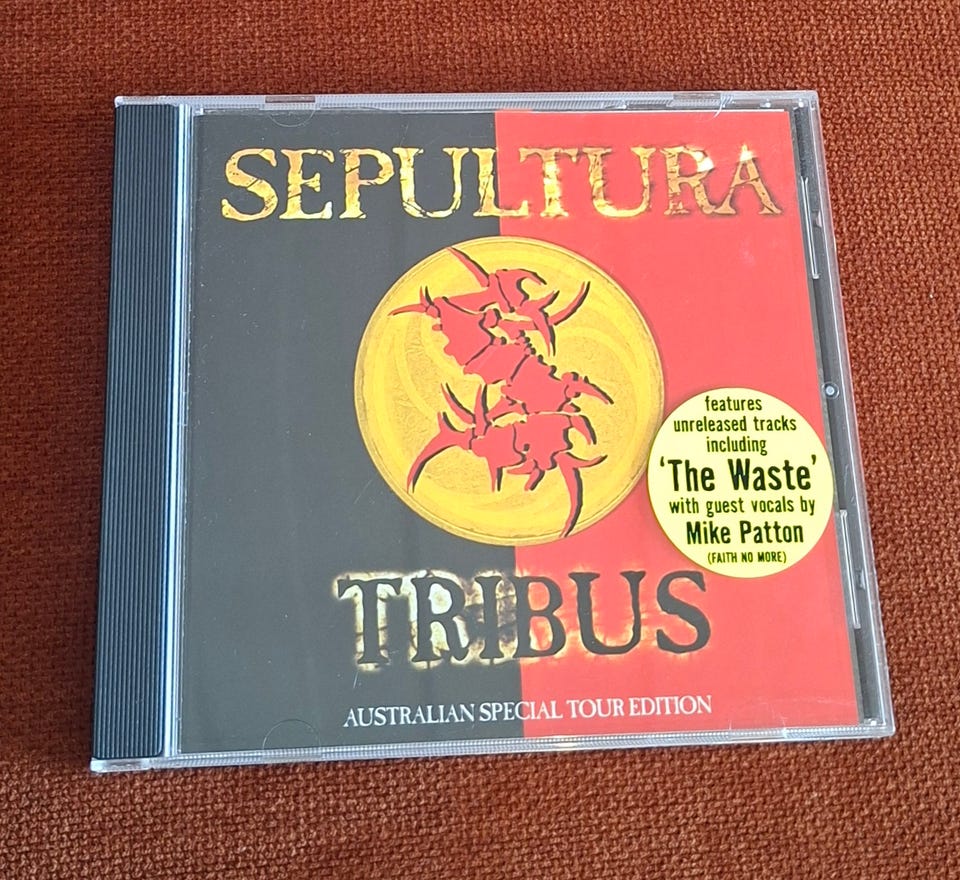 SEPULTURA
features
unreleased tracks
including
'The Waste'
with guest vocals by
Mike Patton
(FAITH NO MORE)
TRIBUS
AUSTRALIAN SPECIAL TOUR EDITION